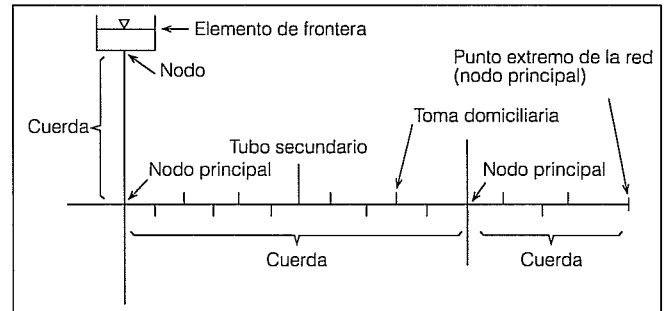 Elemento de frontera
Nodo
Punto extremo de la red
(nodo principal)
Cuerda
Toma domiciliaria
Tubo secundario
Nodo principal
Nodo principal
Cuerda
Cuerda